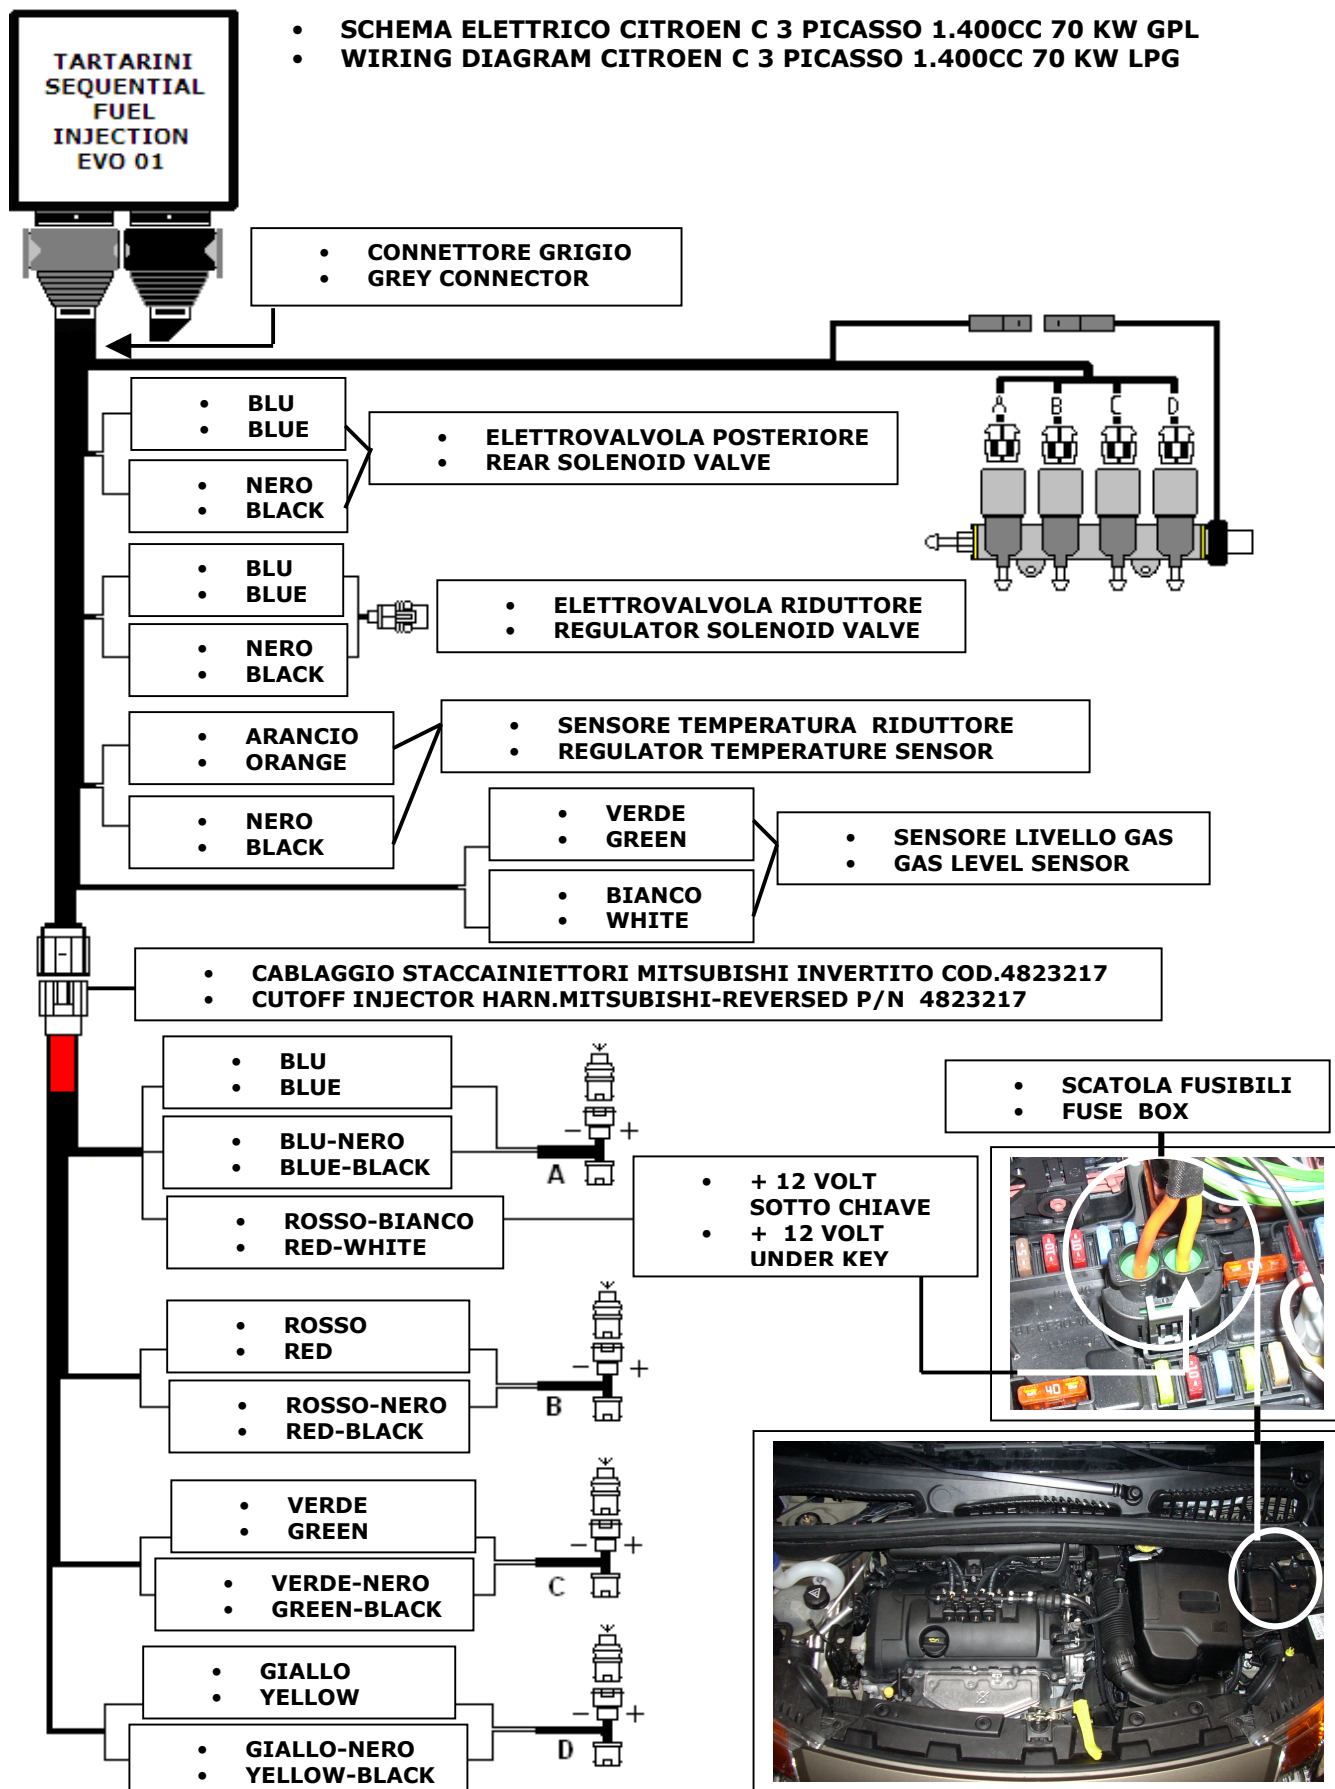 • SCHEMA ELETTRICO CITROEN C 3 PICASSO 1.400CC 70 KW GPL
• WIRING DIAGRAM CITROEN C 3 PICASSO 1.400CC 70 KW LPG
TARTARINI
SEQUENTIAL
FUEL
INJECTION
EVO 01
• CONNETTORE GRIGIO
• GREY CONNECTOR
A B C D
• BLU
• BLUE
• NERO
• BLACK
• ELETTROVALVOLA POSTERIORE
• REAR SOLENOID VALVE
• BLU
• BLUE
• NERO
• BLACK
• ELETTROVALVOLA RIDUTTORE
• REGULATOR SOLENOID VALVE
• ARANCIO
• ORANGE
• NERO
• BLACK
• SENSORE TEMPERATURA RIDUTTORE
• REGULATOR TEMPERATURE SENSOR
• VERDE
• GREEN
• BIANCO
• WHITE
• SENSORE LIVELLO GAS
• GAS LEVEL SENSOR
• CABLAGGIO STACCAINIETTORI MITSUBISHI INVERTITO COD.4823217
• CUTOFF INJECTOR HARN.MITSUBISHI-REVERSED P/N 4823217
• BLU
• BLUE
• BLU-NERO
• BLUE-BLACK
• ROSSO-BIANCO
• RED-WHITE
− +
A
• + 12 VOLT
SOTTO CHIAVE
• + 12 VOLT
UNDER KEY
• SCATOLA FUSIBILI
• FUSE BOX
40
• ROSSO
• RED
• ROSSO-NERO
• RED-BLACK
− +
B
• VERDE
• GREEN
• VERDE-NERO
• GREEN-BLACK
− +
C
• GIALLO
• YELLOW
• GIALLO-NERO
• YELLOW-BLACK
− +
D